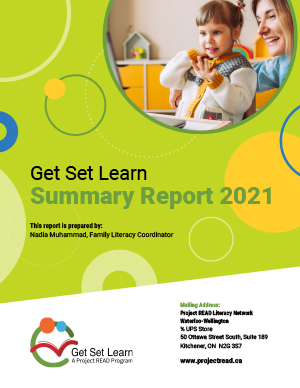 Get Set Learn
Summary Report 2021
This report is prepared by:
Nadia Muhammad, Family Literacy Coordinator
Mailing Address:
Project READ Literacy Network
Waterloo-Wellington
℅ UPS Store
50 Ottawa Street South, Suite 189
Kitchener, ON N2G 3S7
www.projectread.ca
Get Set Learn
A Project READ Program